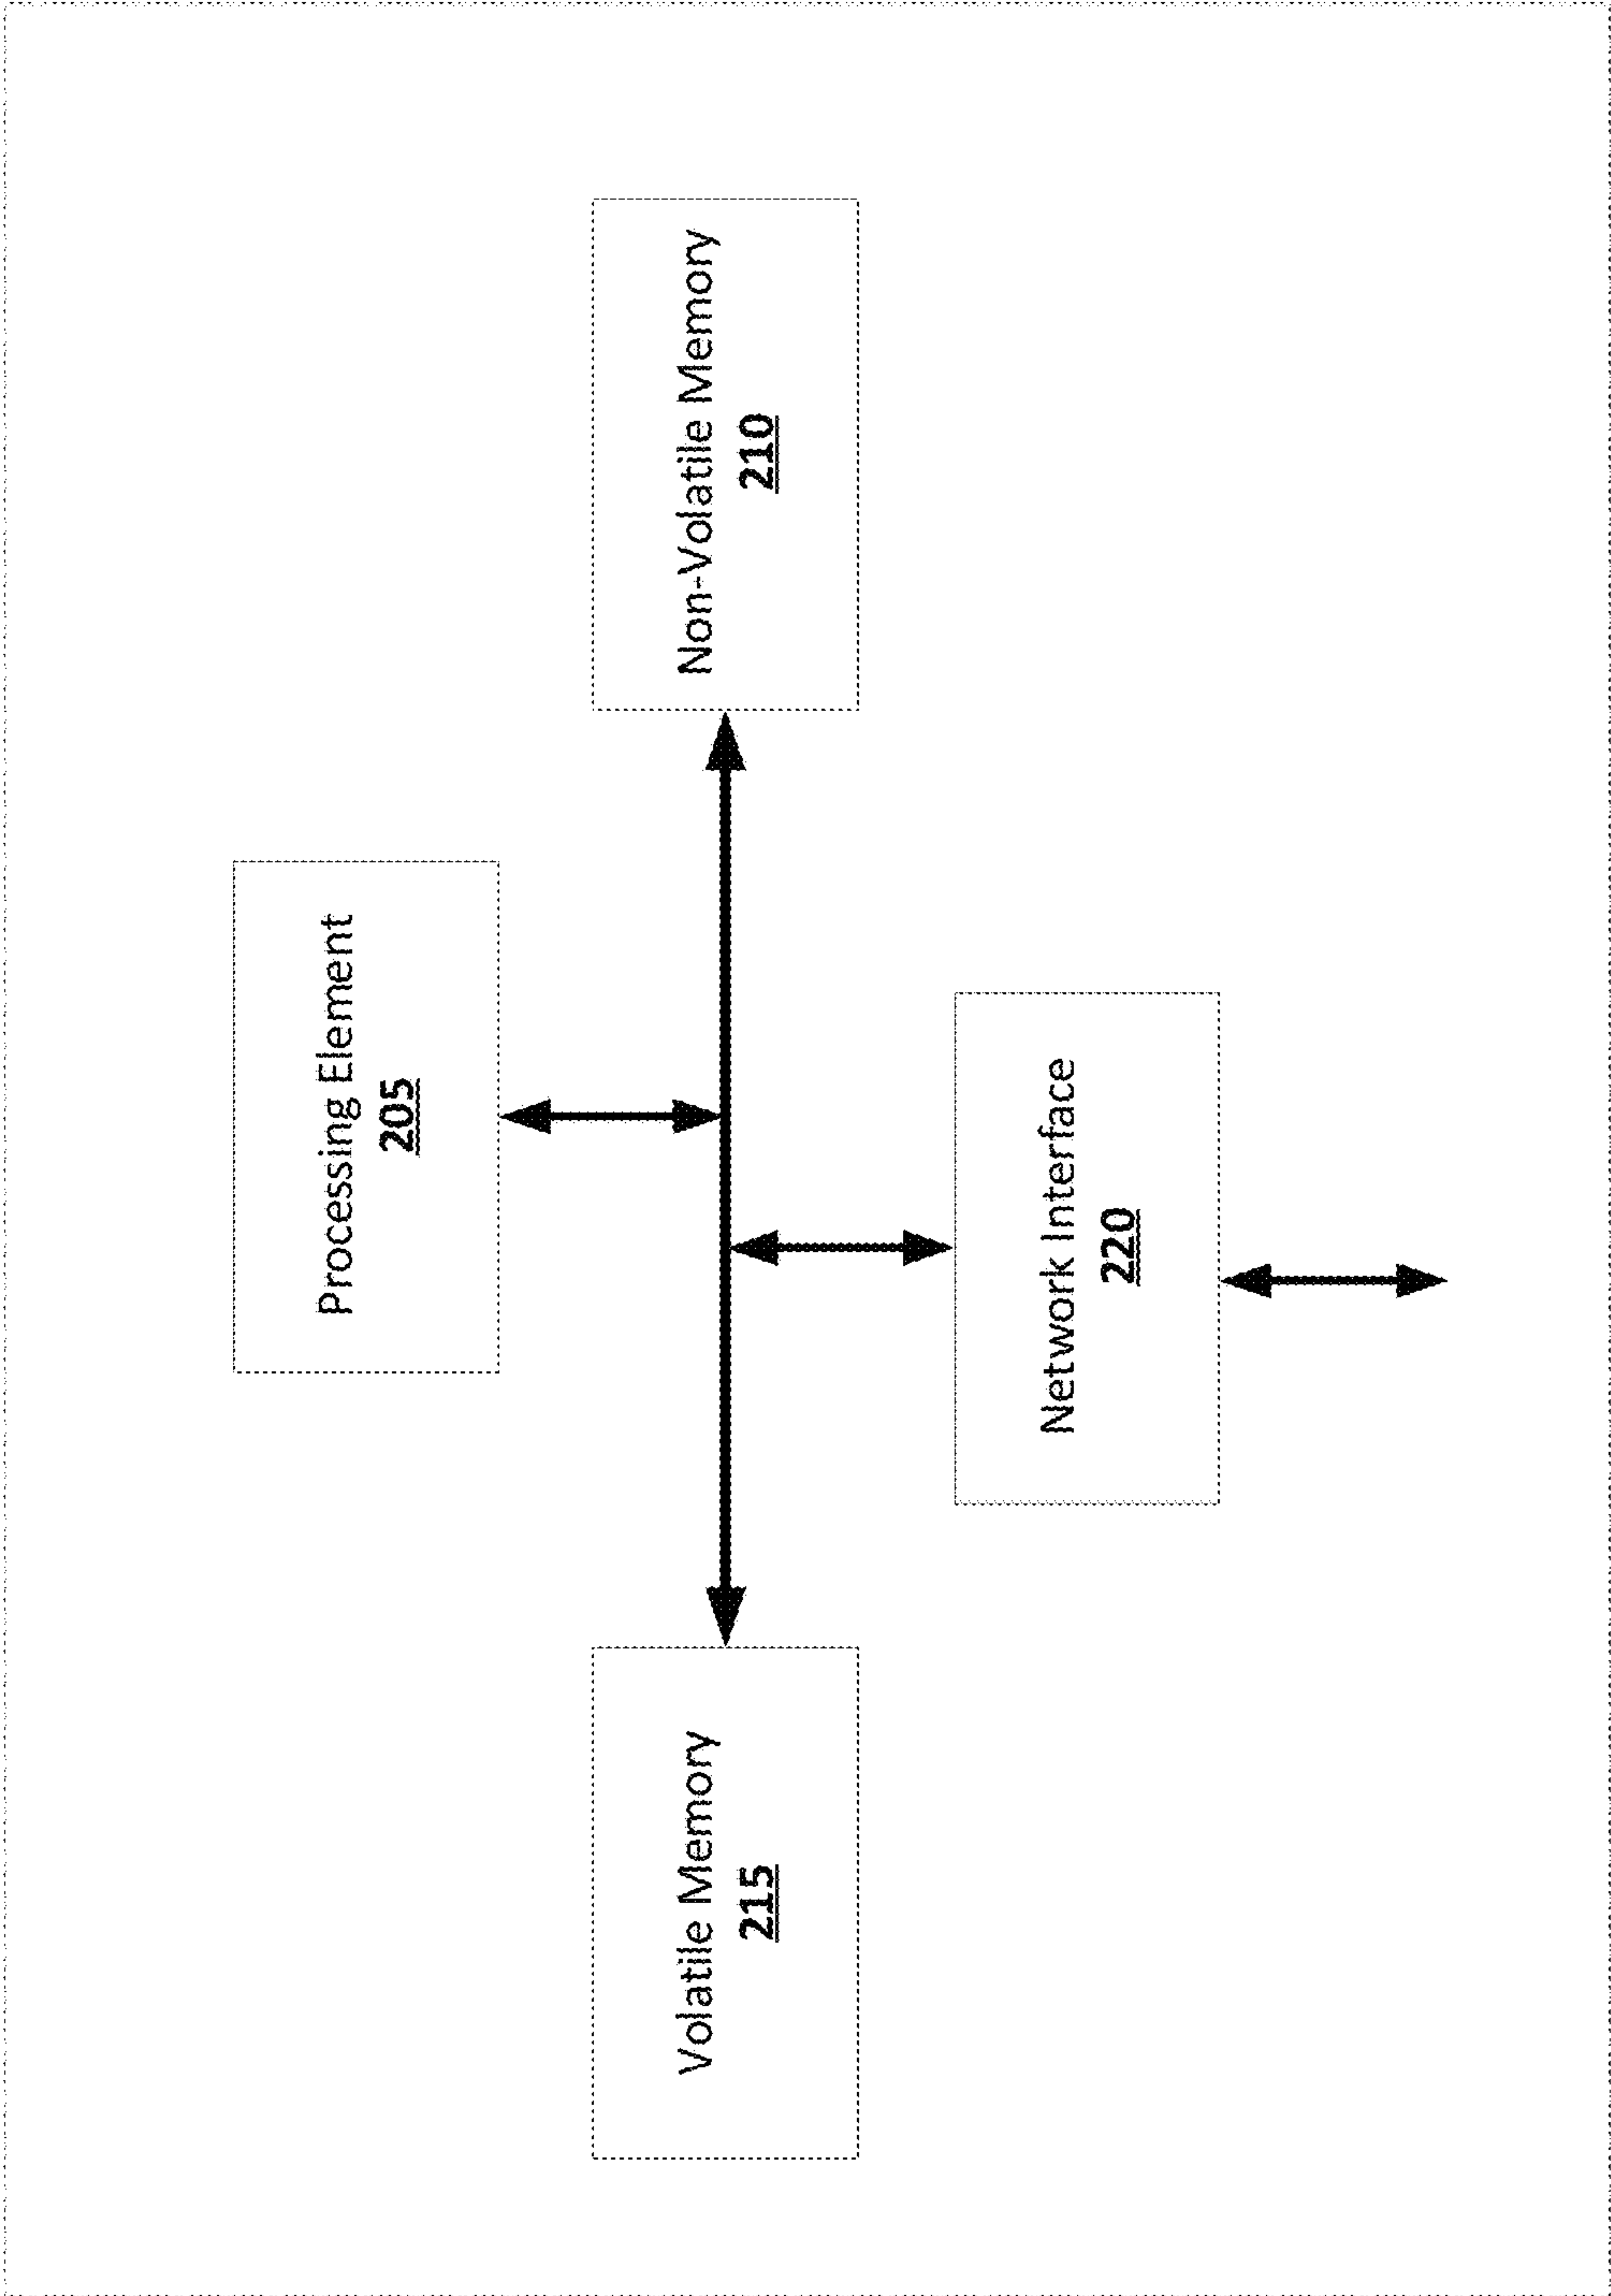 Processing Element
205
Volatile Memory
215
Non-Volatile Memory
210
Network Interface
220